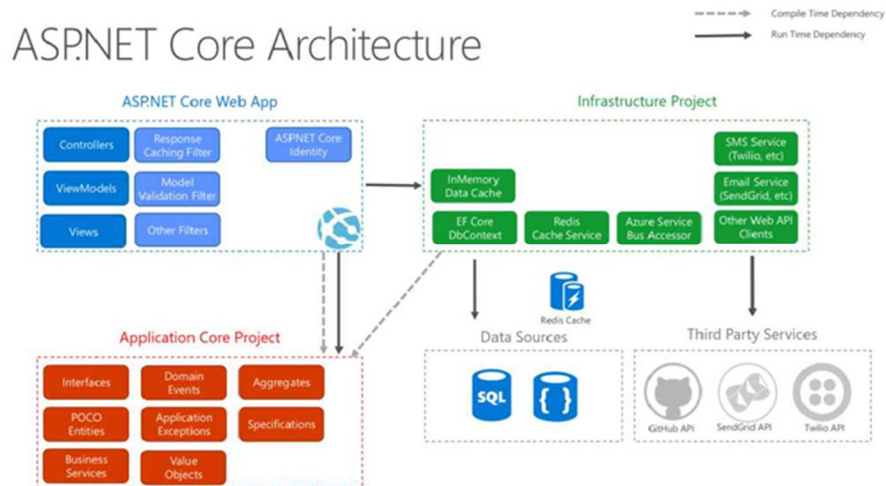 Compile Time Dependency
Run Time Dependency
ASP.NET Core Architecture
ASP.NET Core Web App
Controllers
Response
Caching Filter
ASP.NET Core
Identity
ViewModels
Model
Validation Filter
Views
Other Filters
Infrastructure Project
SMS Service
(Twilio, etc)
InMemory
Data Cache
Email Service
(SendGrid, etc)
EF Core
DbContext
Redis
Cache Service
Azure Service
Bus Accessor
Other Web API
Clients
Redis Cache
Application Core Project
Interfaces
Domain
Events
Aggregates
POCO
Entities
Application
Exceptions
Specifications
Business
Services
Value
Objects
Data Sources
SQL
{ }
Third Party Services
GitHub API
SendGrid API
Twilio API